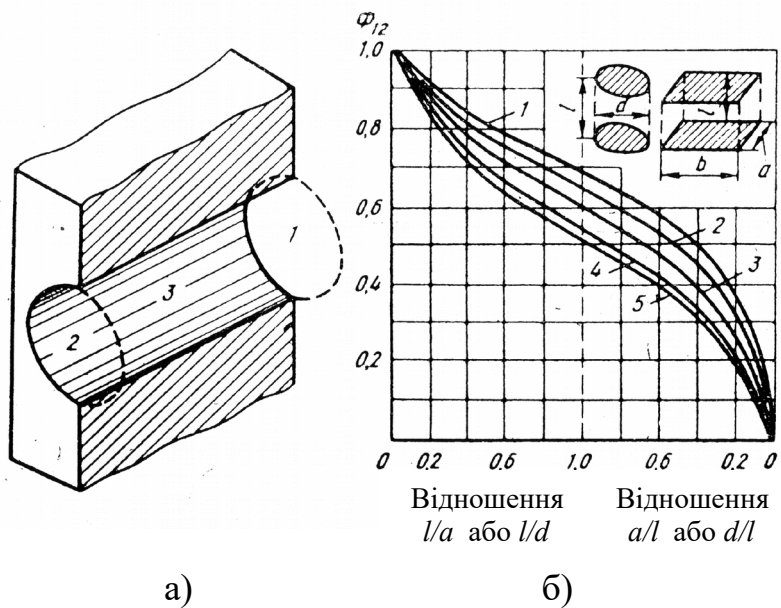 Φ12
1,0
0,8
0,6
0,4
0,2
0 0.2 0.6 1.0 0.6 0.2 0
1
2
3
4
5
l
d
l
b
a
1
3
2
Відношення
l/a або l/d
Відношення
a/l або d/l
а)
б)